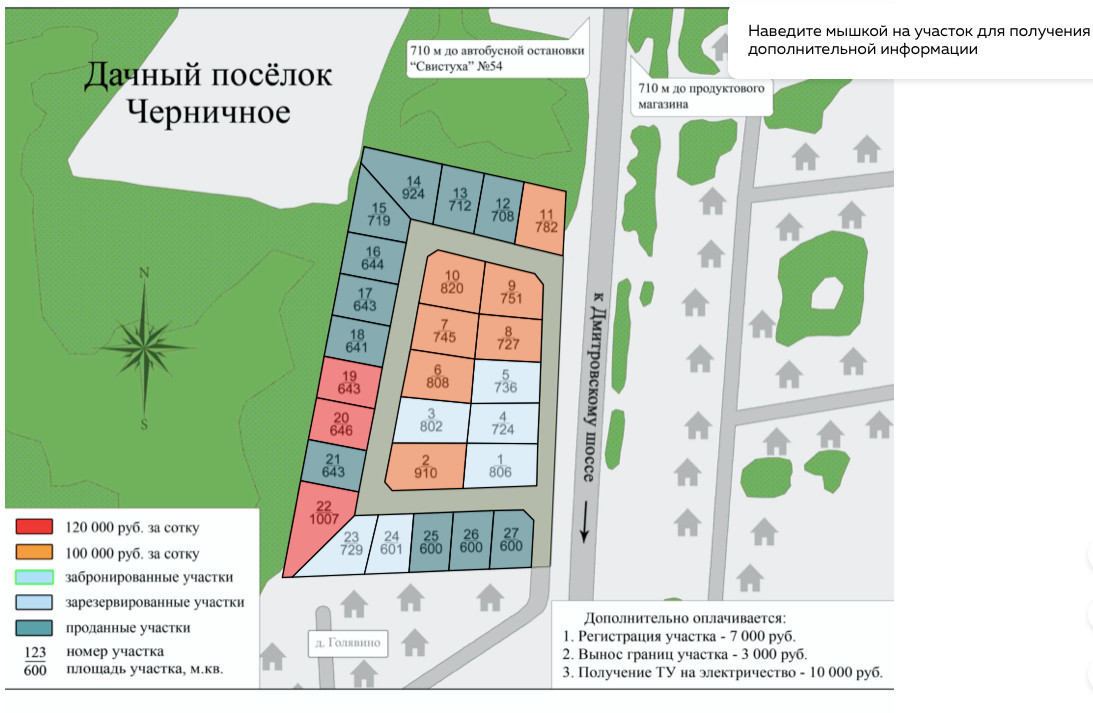 Наведите мышкой на участок для получения
дополнительной информации
710 м до автобусной остановки
“Свистуха” №54
Дачный посёлок
Черничное
710 м до продуктового
магазина
14
924
13
712
12
708
11
782
15
719
16
644
17
643
18
641
19
643
20
646
21
643
22
1007
10
820
9
751
7
745
8
727
6
808
5
736
3
802
4
724
2
910
1
806
23
729
24
601
25
600
26
600
27
600
N
S
к Дмитровскому шоссе
120 000 руб. за сотку
100 000 руб. за сотку
забронированные участки
зарезервированные участки
проданные участки
123 номер участка
600 площадь участка, м.кв.
д. Голявино
Дополнительно оплачивается:
1. Регистрация участка - 7 000 руб.
2. Вынос границ участка - 3 000 руб.
3. Получение ТУ на электричество - 10 000 руб.